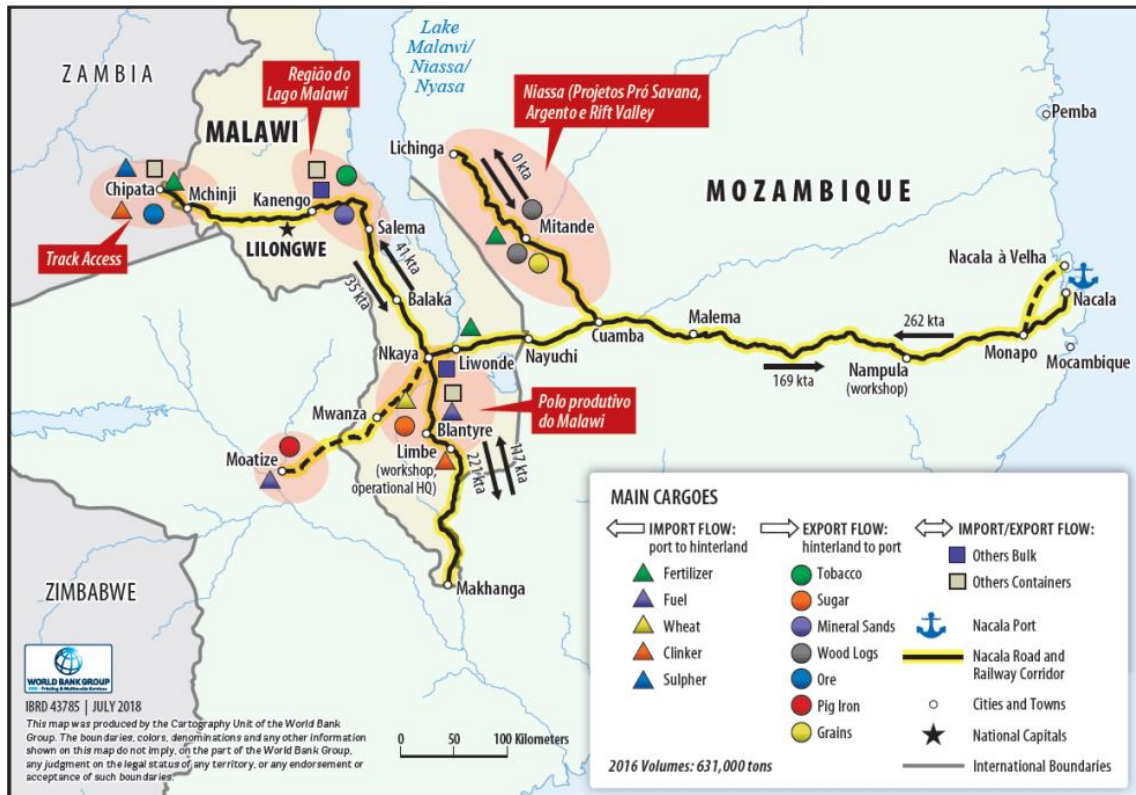 ZAMBIA
Região do
Lago Malawi
Lake
Malawi/
Niassa/
Nyasa
Niassa (Projetos Pró Savana,
Argento e Rift Valley
Pemba
MALAWI
Lichinga
0 kta
MOZAMBIQUE
Chipata
Mchinji
Kanengo
Mitande
Salema
LILONGWE
Track Access
Nacala à Velha
41 kta
35 kta
Nacala
Balaka
Cuamba
Malema
262 kta
Monapo
Mocambique
Nkaya
Liwonde
Nayuchi
169 kta
Nampula
(workshop)
Mwanza
Polo produtivo
do Malawi
Blantyre
Moatize
Limbe
(workshop,
operational HQ)
221 kta
117 kta
Makhanga
ZIMBABWE
MAIN CARGOES
IMPORT FLOW:
port to hinterland
Fertilizer
Fuel
Wheat
Clinker
Sulpher
EXPORT FLOW:
hinterland to port
Tobacco
Sugar
Mineral Sands
Wood Logs
Ore
Pig Iron
Grains
IMPORT/EXPORT FLOW:
Others Bulk
Others Containers
Nacala Port
Nacala Road and
Railway Corridor
Cities and Towns
National Capitals
International Boundaries
2016 Volumes: 631,000 tons
0 50 100 Kilometers
WORLD BANK GROUP
Printing & Multimedia Services
IBRD 43785 | JULY 2018
This map was produced by the Cartography Unit of the World Bank
Group. The boundaries, colors, denominations and any other information
shown on this map do not imply, on the part of the World Bank Group,
any judgment on the legal status of any territory, or any endorsement or
acceptance of such boundaries.